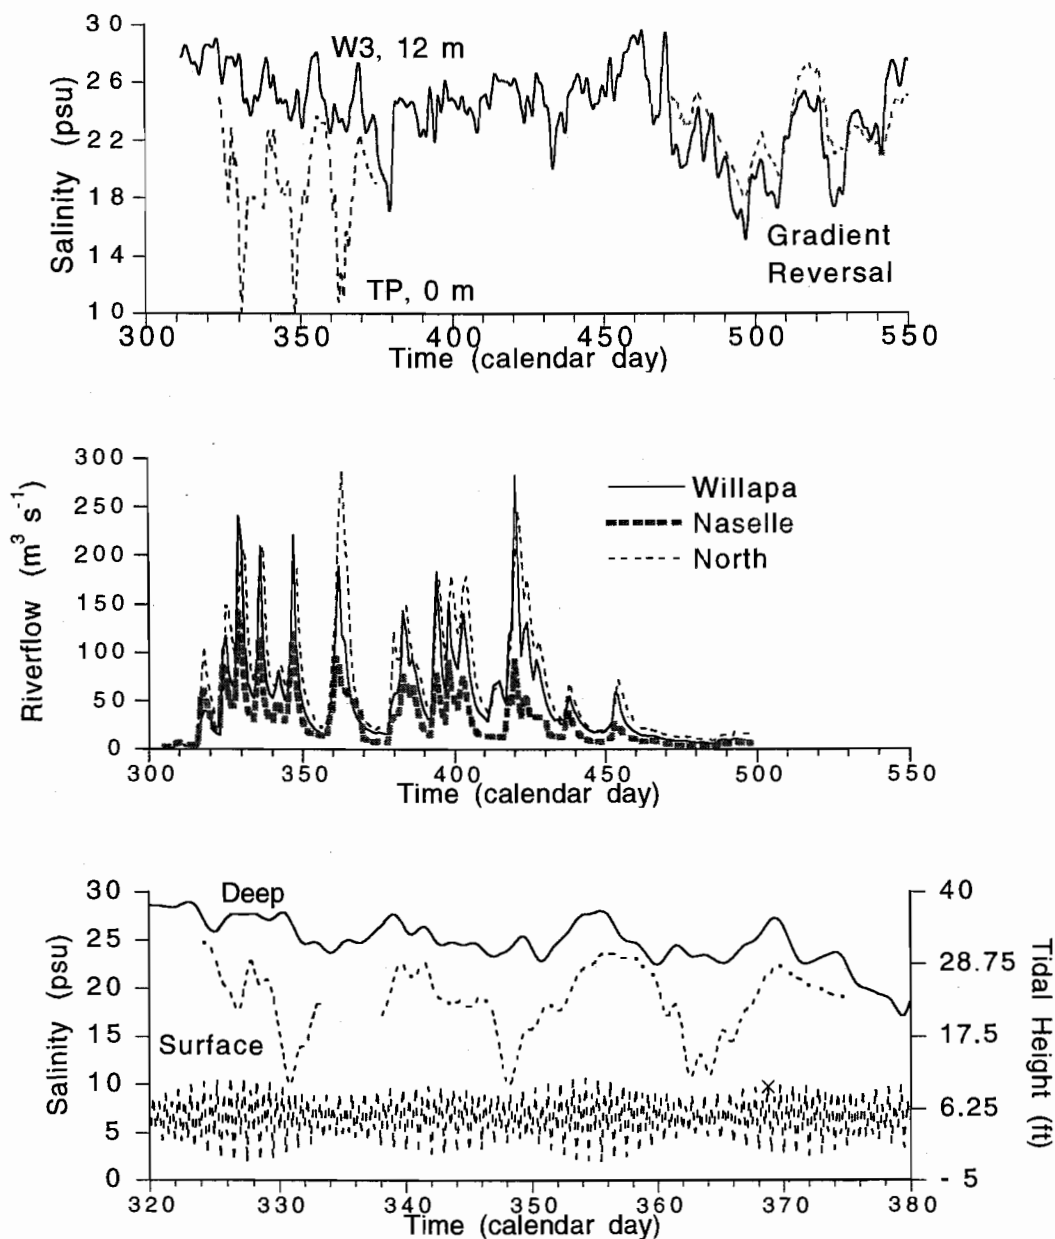 30
26
22
18
14
10
Salinity (psu)
W3, 12 m
TP, 0 m
Gradient
Reversal
300 350 400 450 500 550
Time (calendar day)
300
250
200
150
100
50
0
Riverflow (m³ s⁻¹)
Willapa
Naselle
North
300 350 400 450 500 550
Time (calendar day)
30
25
20
15
10
5
0
Salinity (psu)
Deep
Surface
40
28.75
17.5
6.25
- 5
Tidal Height (ft)
320 330 340 350 360 370 380
Time (calendar day)